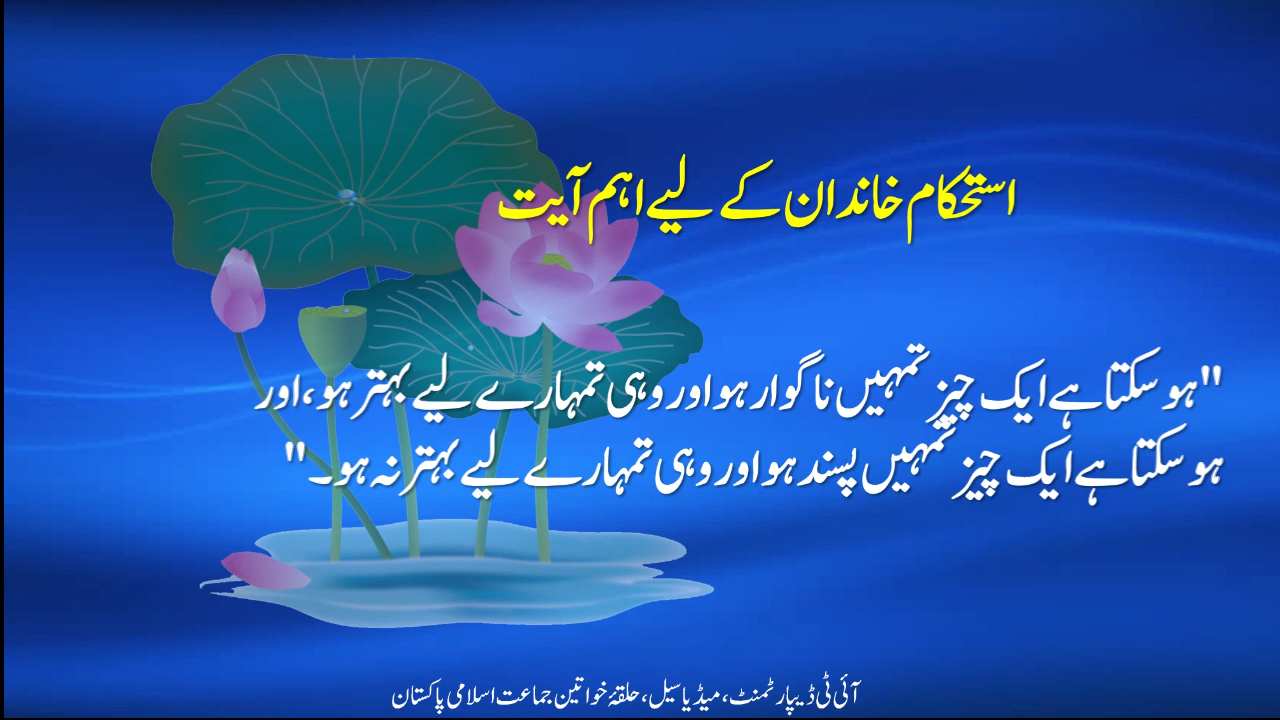 استحکام خاندان کے لیے اہم آیت
"ہو سکتا ہے ایک چیز تمہیں ناگوار ہو اور وہی تمہارے لیے بہتر ہو، اور
ہو سکتا ہے ایک چیز تمہیں پسند ہو اور وہی تمہارے لیے بہتر نہ ہو۔"
آئی ٹی ڈیپارٹمنٹ، میڈیا سیل، حلقۂ خواتین جماعت اسلامی پاکستان